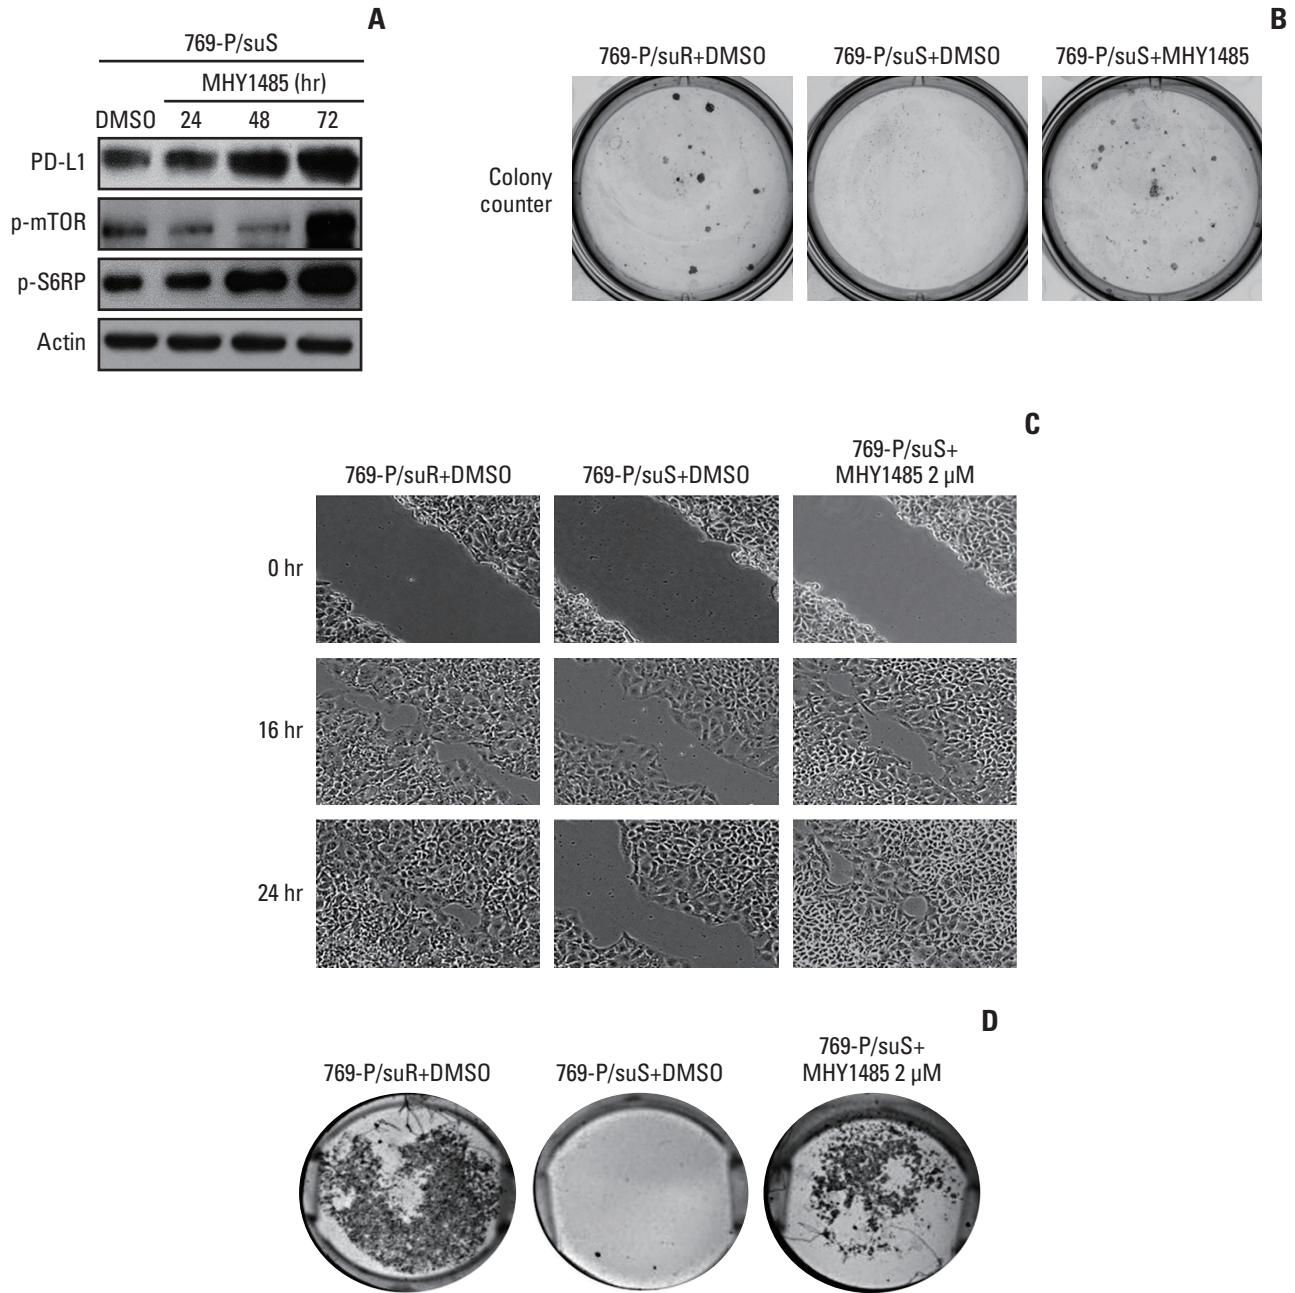 A
769-P/suS
MHY1485 (hr)
DMSO 24 48 72
PD-L1
p-mTOR
p-S6RP
Actin
B
769-P/suR+DMSO 769-P/suS+DMSO 769-P/suS+MHY1485
Colony
counter
C
769-P/suR+DMSO 769-P/suS+DMSO 769-P/suS+
MHY1485 2 µM
0 hr
16 hr
24 hr
D
769-P/suR+DMSO 769-P/suS+DMSO 769-P/suS+
MHY1485 2 µM